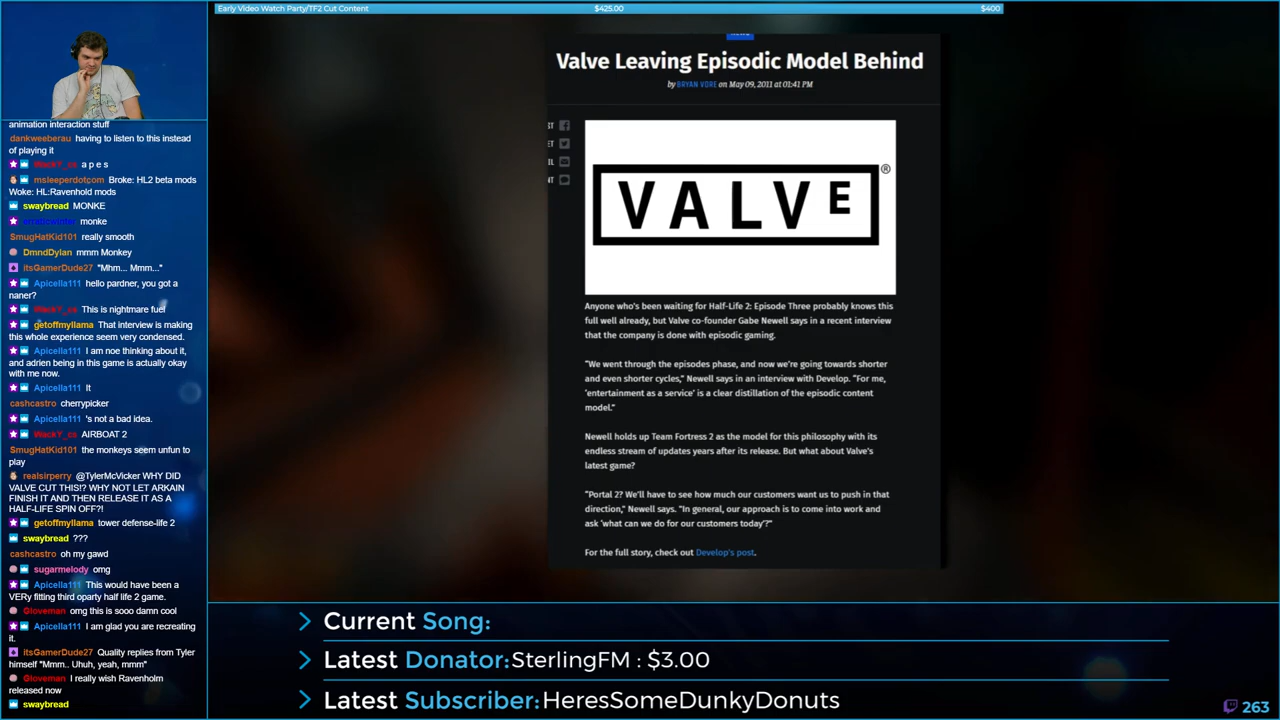 Early Video Watch Party/TF2 Cut Content
$425.00
$400
animation interaction stuff
dankweeberau having to listen to this instead
of playing it
WackY_cs a p e s
msleeperdotcom Broke: HL2 beta mods
Woke: HL:Ravenhold mods
swaybread MONKE
monke
SmugHatKid101 really smooth
DmndDylan mmm Monkey
itsGamerDude27 "Mhm... Mmm..."
Apicella111 hello pardner, you got a
naner?
WackY_cs This is nightmare fuel
getoffmyllama That interview is making
this whole experience seem very condensed.
Apicella111 I am noe thinking about it,
and adrien being in this game is actually okay
with me now.
Apicella111 It
cashcastro cherrypicker
Apicella111 's not a bad idea.
WackY_cs AIRBOAT 2
SmugHatKid101 the monkeys seem unfun to
play
realsirperry @TylerMcVicker WHY DID
VALVE CUT THIS!? WHY NOT LET ARKAIN
FINISH IT AND THEN RELEASE IT AS A
HALF-LIFE SPIN OFF?!
getoffmyllama tower defense-life 2
swaybread ???
cashcastro oh my gawd
sugarmelody omg
Apicella111 This would have been a
VERy fitting third oparty half life 2 game.
Gloveman omg this is sooo damn cool
Apicella111 I am glad you are recreating
it.
itsGamerDude27 Quality replies from Tyler
himself "Mmm.. Uhuh, yeah, mmm"
Gloveman I really wish Ravenholm
released now
swaybread
Valve Leaving Episodic Model Behind
by BRYAN VORE on May 09, 2011 at 01:41 PM
VALVE®
Anyone who's been waiting for Half-Life 2: Episode Three probably knows this
full well already, but Valve co-founder Gabe Newell says in a recent interview
that the company is done with episodic gaming.
"We went through the episodes phase, and now we're going towards shorter
and even shorter cycles," Newell says in an interview with Develop. "For me,
'entertainment as a service' is a clear distillation of the episodic content
model."
Newell holds up Team Fortress 2 as the model for this philosophy with its
endless stream of updates years after its release. But what about Valve's
latest game?
"Portal 2? We'll have to see how much our customers want us to push in that
direction," Newell says. "In general, our approach is to come into work and
ask 'what can we do for our customers today'?"
For the full story, check out Develop's post.
Current Song:
Latest Donator: SterlingFM : $3.00
Latest Subscriber: HeresSomeDunkyDonuts
263